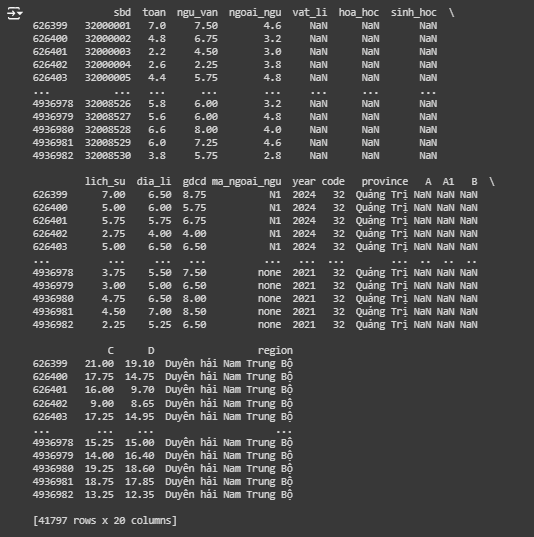 sbd toan ngu_van ngoai_ngu vat_li hoa_hoc sinh_hoc \
626399 32000001 7.0 7.50 4.6 NaN NaN NaN
626400 32000002 4.8 6.75 3.2 NaN NaN NaN
626401 32000003 2.2 4.50 3.0 NaN NaN NaN
626402 32000004 2.6 2.25 3.8 NaN NaN NaN
626403 32000005 4.4 5.75 4.8 NaN NaN NaN
... ... ... ... ... ... ... ...
4936978 32008526 5.8 6.00 3.2 NaN NaN NaN
4936979 32008527 5.6 6.00 4.8 NaN NaN NaN
4936980 32008528 6.6 8.00 4.0 NaN NaN NaN
4936981 32008529 6.0 7.25 4.6 NaN NaN NaN
4936982 32008530 3.8 5.75 2.8 NaN NaN NaN
lich_su dia_li gdcd ma_ngoai_ngu year code province A A1 B \
626399 7.00 6.50 8.75 N1 2024 32 Quảng Trị NaN NaN NaN
626400 5.00 6.00 5.75 N1 2024 32 Quảng Trị NaN NaN NaN
626401 5.75 5.75 6.75 N1 2024 32 Quảng Trị NaN NaN NaN
626402 2.75 4.00 4.00 N1 2024 32 Quảng Trị NaN NaN NaN
626403 5.00 6.50 6.50 N1 2024 32 Quảng Trị NaN NaN NaN
... ... ... ... ... ... ... ... .. .. ..
4936978 3.75 5.50 7.50 none 2021 32 Quảng Trị NaN NaN NaN
4936979 3.00 5.00 6.50 none 2021 32 Quảng Trị NaN NaN NaN
4936980 4.75 6.50 8.00 none 2021 32 Quảng Trị NaN NaN NaN
4936981 4.50 7.00 8.50 none 2021 32 Quảng Trị NaN NaN NaN
4936982 2.25 5.25 6.50 none 2021 32 Quảng Trị NaN NaN NaN
C D region
626399 21.00 19.10 Duyên hải Nam Trung Bộ
626400 17.75 14.75 Duyên hải Nam Trung Bộ
626401 16.00 9.70 Duyên hải Nam Trung Bộ
626402 9.00 8.65 Duyên hải Nam Trung Bộ
626403 17.25 14.95 Duyên hải Nam Trung Bộ
... ... ... ...
4936978 15.25 15.00 Duyên hải Nam Trung Bộ
4936979 14.00 16.40 Duyên hải Nam Trung Bộ
4936980 19.25 18.60 Duyên hải Nam Trung Bộ
4936981 18.75 17.85 Duyên hải Nam Trung Bộ
4936982 13.25 12.35 Duyên hải Nam Trung Bộ
[41797 rows x 20 columns]